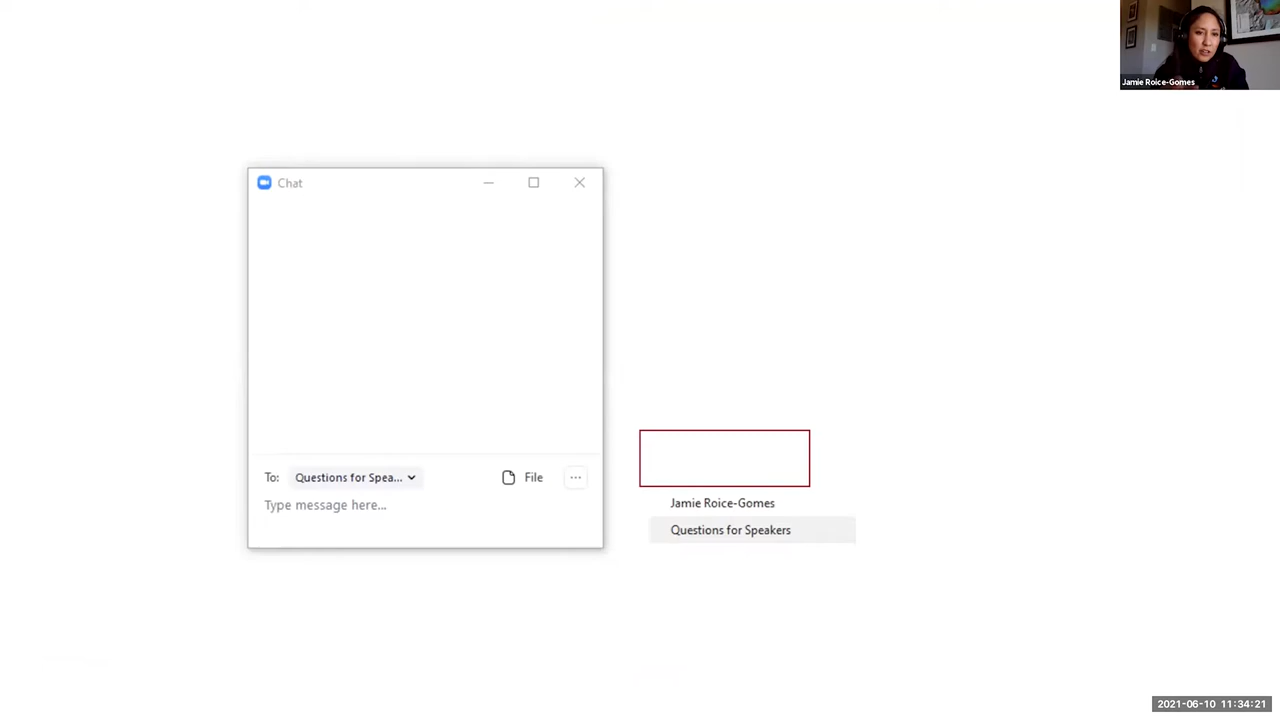 Jamie Roice-Gomes
Chat
To: Questions for Spea... File ...
Type message here...
Jamie Roice-Gomes
Questions for Speakers
2021-06-10 11:34:21